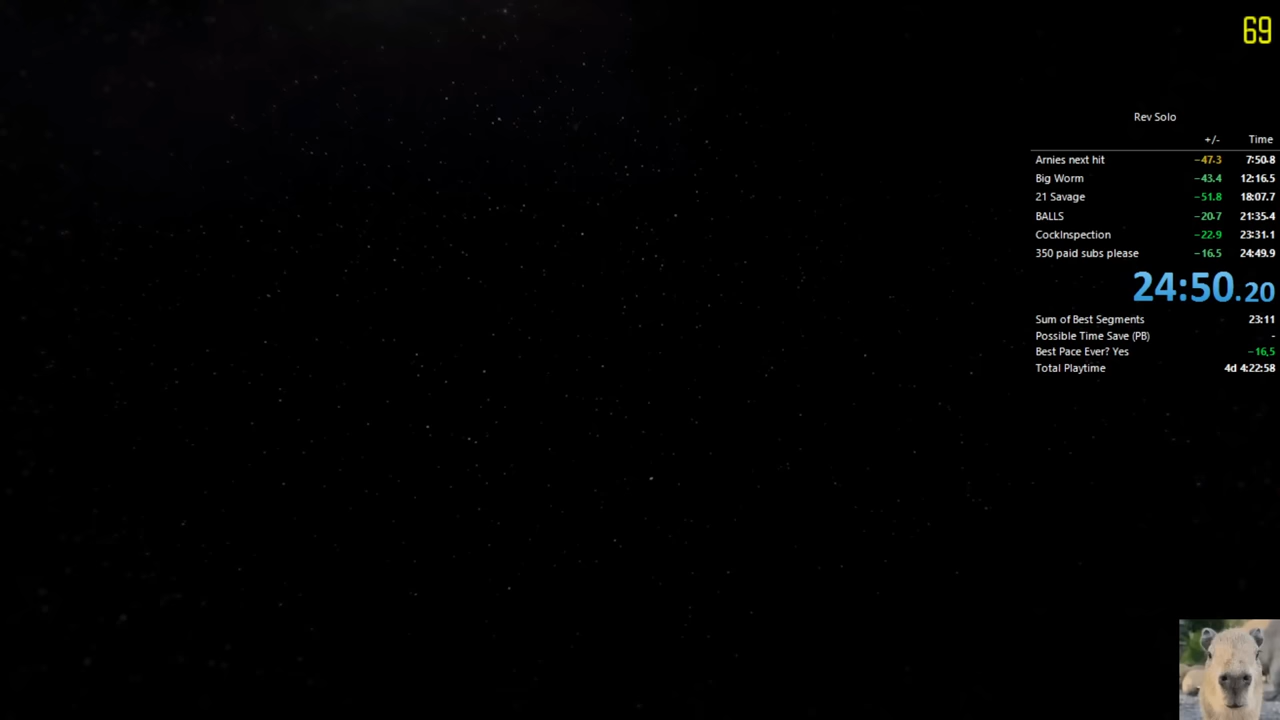 69
Rev Solo
+/- Time
Arnies next hit −47.3 7:50.8
Big Worm −43.4 12:16.5
21 Savage −51.8 18:07.7
BALLS −20.7 21:35.4
CockInspection −22.9 23:31.1
350 paid subs please −16.5 24:49.9
24:50.20
Sum of Best Segments 23:11
Possible Time Save (PB) -
Best Pace Ever? Yes −16,5
Total Playtime 4d 4:22:58